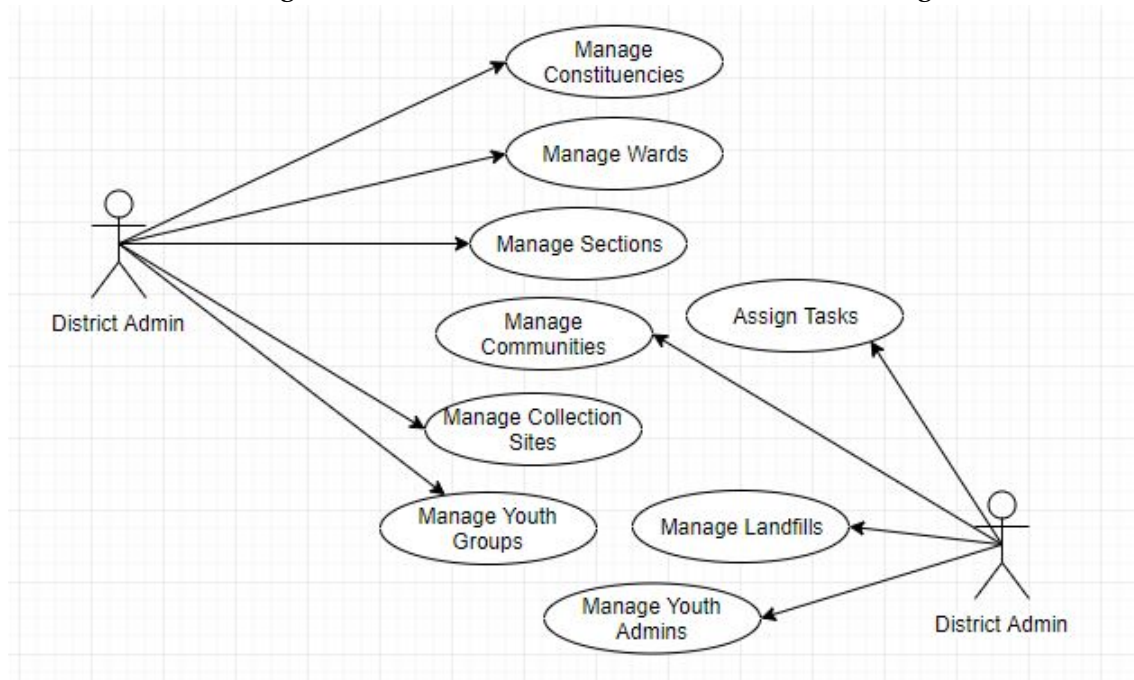 Manage
Constituencies
Manage Wards
Manage Sections
District Admin
Manage
Communities
Assign Tasks
Manage Collection
Sites
Manage Youth
Groups
Manage Landfills
Manage Youth
Admins
District Admin